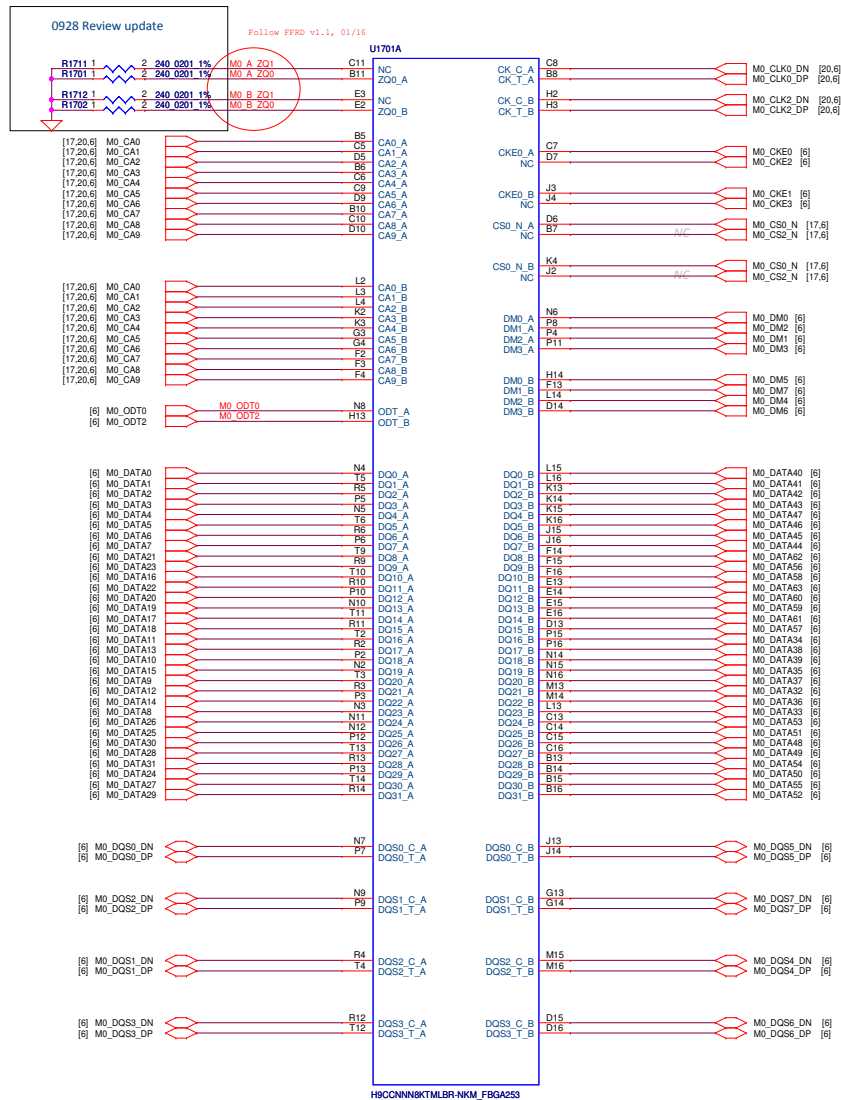 0928 Review update
Follow FFRD v1.1, 01/16
U1701A
R1711 1 2 240_0201_1% M0_A_ZQ1 C11 NC
R1701 1 2 240_0201_1% M0_A_ZQ0 B11 ZQ0_A
R1712 1 2 240_0201_1% M0_B_ZQ1 E3 NC
R1702 1 2 240_0201_1% M0_B_ZQ0 E2 ZQ0_B
[17,20,6] M0_CA0 B5 CA0_A
[17,20,6] M0_CA1 C5 CA1_A
[17,20,6] M0_CA2 D5 CA2_A
[17,20,6] M0_CA3 B6 CA3_A
[17,20,6] M0_CA4 C6 CA4_A
[17,20,6] M0_CA5 C9 CA5_A
[17,20,6] M0_CA6 D9 CA6_A
[17,20,6] M0_CA7 B10 CA7_A
[17,20,6] M0_CA8 C10 CA8_A
[17,20,6] M0_CA9 D10 CA9_A
[17,20,6] M0_CA0 L2 CA0_B
[17,20,6] M0_CA1 L3 CA1_B
[17,20,6] M0_CA2 L4 CA2_B
[17,20,6] M0_CA3 K2 CA3_B
[17,20,6] M0_CA4 K3 CA4_B
[17,20,6] M0_CA5 G3 CA5_B
[17,20,6] M0_CA6 G4 CA6_B
[17,20,6] M0_CA7 F2 CA7_B
[17,20,6] M0_CA8 F3 CA8_B
[17,20,6] M0_CA9 F4 CA9_B
[6] M0_ODT0 M0_ODT0 N8 ODT_A
[6] M0_ODT2 M0_ODT2 H13 ODT_B
[6] M0_DATA0 N4 DQ0_A
[6] M0_DATA1 T5 DQ1_A
[6] M0_DATA2 R5 DQ2_A
[6] M0_DATA3 P5 DQ3_A
[6] M0_DATA4 N5 DQ4_A
[6] M0_DATA5 T6 DQ5_A
[6] M0_DATA6 R6 DQ6_A
[6] M0_DATA7 P6 DQ7_A
[6] M0_DATA21 T9 DQ8_A
[6] M0_DATA23 R9 DQ9_A
[6] M0_DATA16 T10 DQ10_A
[6] M0_DATA22 R10 DQ11_A
[6] M0_DATA20 P10 DQ12_A
[6] M0_DATA19 N10 DQ13_A
[6] M0_DATA17 T11 DQ14_A
[6] M0_DATA18 R11 DQ15_A
[6] M0_DATA11 T2 DQ16_A
[6] M0_DATA13 R2 DQ17_A
[6] M0_DATA10 P2 DQ18_A
[6] M0_DATA15 N2 DQ19_A
[6] M0_DATA9 T3 DQ20_A
[6] M0_DATA12 R3 DQ21_A
[6] M0_DATA14 P3 DQ22_A
[6] M0_DATA8 N3 DQ23_A
[6] M0_DATA26 N11 DQ24_A
[6] M0_DATA25 N12 DQ25_A
[6] M0_DATA30 P12 DQ26_A
[6] M0_DATA28 T13 DQ27_A
[6] M0_DATA31 R13 DQ28_A
[6] M0_DATA24 P13 DQ29_A
[6] M0_DATA27 T14 DQ30_A
[6] M0_DATA29 R14 DQ31_A
[6] M0_DQS0_DN N7 DQS0_C_A
[6] M0_DQS0_DP P7 DQS0_T_A
[6] M0_DQS2_DN N9 DQS1_C_A
[6] M0_DQS2_DP P9 DQS1_T_A
[6] M0_DQS1_DN R4 DQS2_C_A
[6] M0_DQS1_DP T4 DQS2_T_A
[6] M0_DQS3_DN R12 DQS3_C_A
[6] M0_DQS3_DP T12 DQS3_T_A
CK_C_A C8 M0_CLK0_DN [20,6]
CK_T_A B8 M0_CLK0_DP [20,6]
CK_C_B H2 M0_CLK2_DN [20,6]
CK_T_B H3 M0_CLK2_DP [20,6]
CKE0_A C7 M0_CKE0 [6]
NC D7 M0_CKE2 [6]
CKE0_B J3 M0_CKE1 [6]
NC J4 M0_CKE3 [6]
CS0_N_A D6 M0_CS0_N [17,6]
NC B7 NC M0_CS2_N [17,6]
CS0_N_B K4 M0_CS0_N [17,6]
NC J2 NC M0_CS2_N [17,6]
DM0_A N6 M0_DM0 [6]
DM1_A P8 M0_DM2 [6]
DM2_A P4 M0_DM1 [6]
DM3_A P11 M0_DM3 [6]
DM0_B H14 M0_DM5 [6]
DM1_B F13 M0_DM7 [6]
DM2_B L14 M0_DM4 [6]
DM3_B D14 M0_DM6 [6]
DQ0_B L15 M0_DATA40 [6]
DQ1_B L16 M0_DATA41 [6]
DQ2_B K13 M0_DATA42 [6]
DQ3_B K14 M0_DATA43 [6]
DQ4_B K15 M0_DATA47 [6]
DQ5_B K16 M0_DATA46 [6]
DQ6_B J15 M0_DATA45 [6]
DQ7_B J16 M0_DATA44 [6]
DQ8_B F14 M0_DATA62 [6]
DQ9_B F15 M0_DATA56 [6]
DQ10_B F16 M0_DATA58 [6]
DQ11_B E13 M0_DATA63 [6]
DQ12_B E14 M0_DATA60 [6]
DQ13_B E15 M0_DATA59 [6]
DQ14_B E16 M0_DATA61 [6]
DQ15_B D13 M0_DATA57 [6]
DQ16_B P15 M0_DATA34 [6]
DQ17_B P16 M0_DATA38 [6]
DQ18_B N14 M0_DATA39 [6]
DQ19_B N15 M0_DATA35 [6]
DQ20_B N16 M0_DATA37 [6]
DQ21_B M13 M0_DATA32 [6]
DQ22_B M14 M0_DATA36 [6]
DQ23_B L13 M0_DATA33 [6]
DQ24_B C13 M0_DATA53 [6]
DQ25_B C14 M0_DATA51 [6]
DQ26_B C15 M0_DATA48 [6]
DQ27_B C16 M0_DATA49 [6]
DQ28_B B13 M0_DATA54 [6]
DQ29_B B14 M0_DATA50 [6]
DQ30_B B15 M0_DATA55 [6]
DQ31_B B16 M0_DATA52 [6]
DQS0_C_B J13 M0_DQS5_DN [6]
DQS0_T_B J14 M0_DQS5_DP [6]
DQS1_C_B G13 M0_DQS7_DN [6]
DQS1_T_B G14 M0_DQS7_DP [6]
DQS2_C_B M15 M0_DQS4_DN [6]
DQS2_T_B M16 M0_DQS4_DP [6]
DQS3_C_B D15 M0_DQS6_DN [6]
DQS3_T_B D16 M0_DQS6_DP [6]
H9CCNNN8KTMLBR-NKM_FBGA253